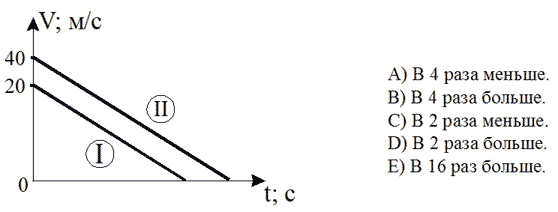 V; м/с
40
20
II
I
0
t; с
A) В 4 раза меньше.
B) В 4 раза больше.
C) В 2 раза меньше.
D) В 2 раза больше.
E) В 16 раз больше.